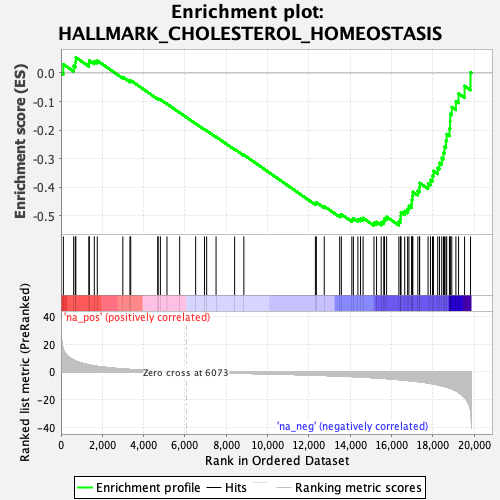 Enrichment plot:
HALLMARK_CHOLESTEROL_HOMEOSTASIS
Enrichment score (ES)
0.0
-0.1
-0.2
-0.3
-0.4
-0.5
'na_pos' (positively correlated)
Ranked list metric (PreRanked)
40
20
0
-20
-40
Zero cross at 6073
'na_neg' (negatively correlated)
0
2,000
4,000
6,000
8,000
10,000
12,000
14,000
16,000
18,000
20,000
Rank in Ordered Dataset
Enrichment profile
Hits
Ranking metric scores